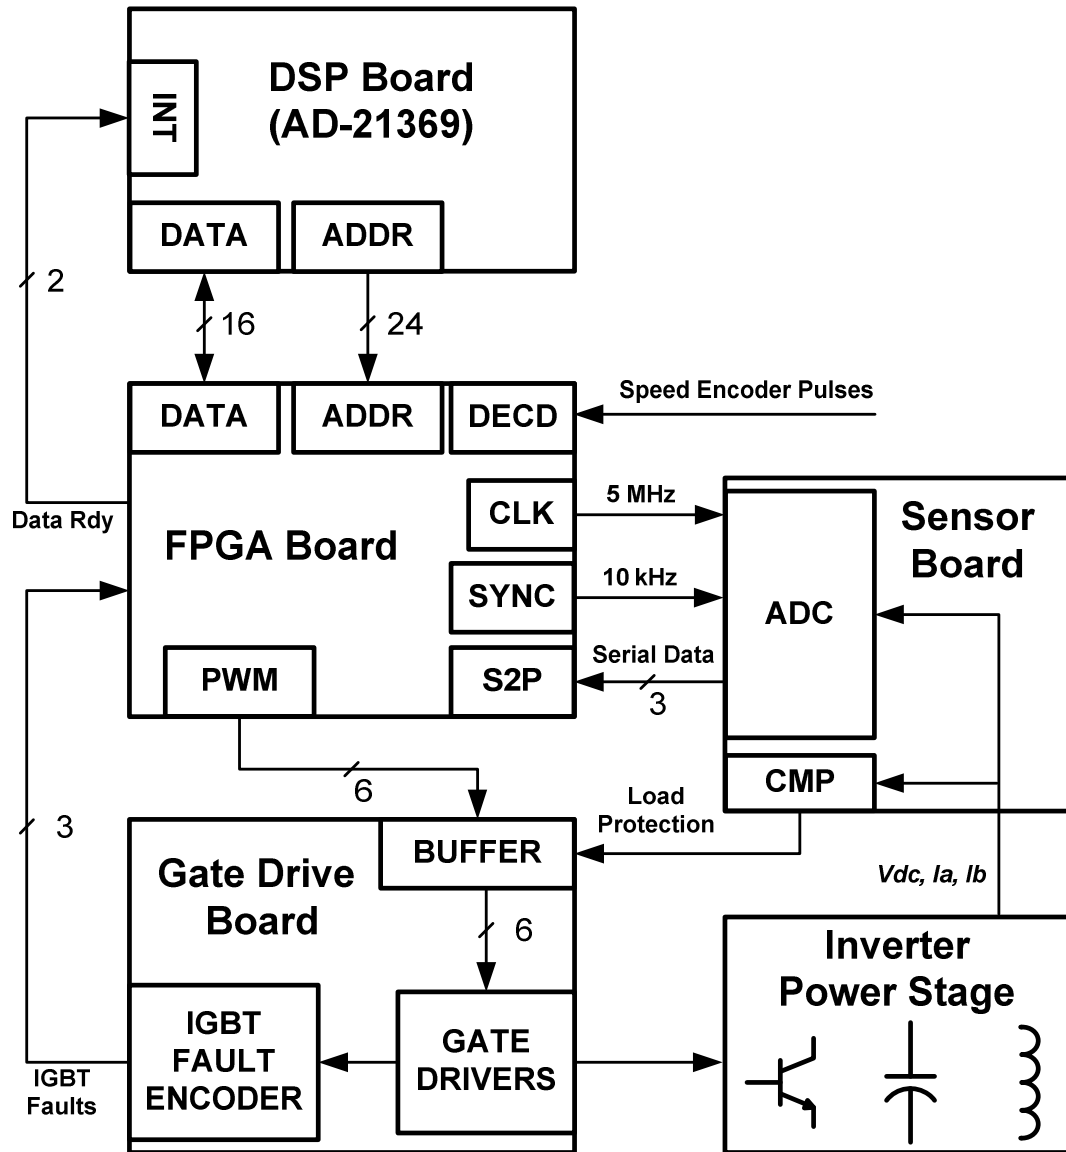 DSP Board
(AD-21369)
INT
DATA
ADDR
2
16
24
DATA
ADDR
DECD
Speed Encoder Pulses
Data Rdy
FPGA Board
CLK
5 MHz
SYNC
10 kHz
PWM
S2P
Serial Data
3
Sensor
Board
ADC
CMP
6
Load
Protection
3
BUFFER
Gate Drive
Board
6
Vdc, Ia, Ib
IGBT
FAULT
ENCODER
GATE
DRIVERS
IGBT
Faults
Inverter
Power Stage